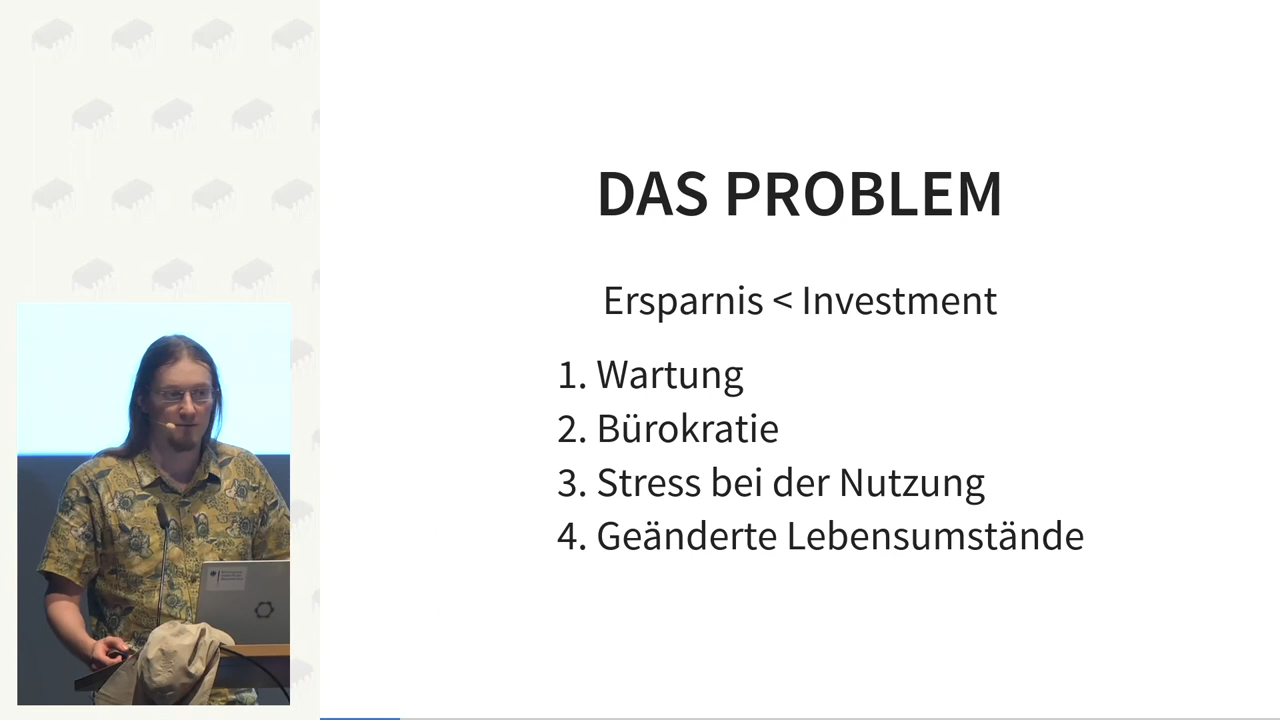 DAS PROBLEM
Ersparnis < Investment
1. Wartung
2. Bürokratie
3. Stress bei der Nutzung
4. Geänderte Lebensumstände